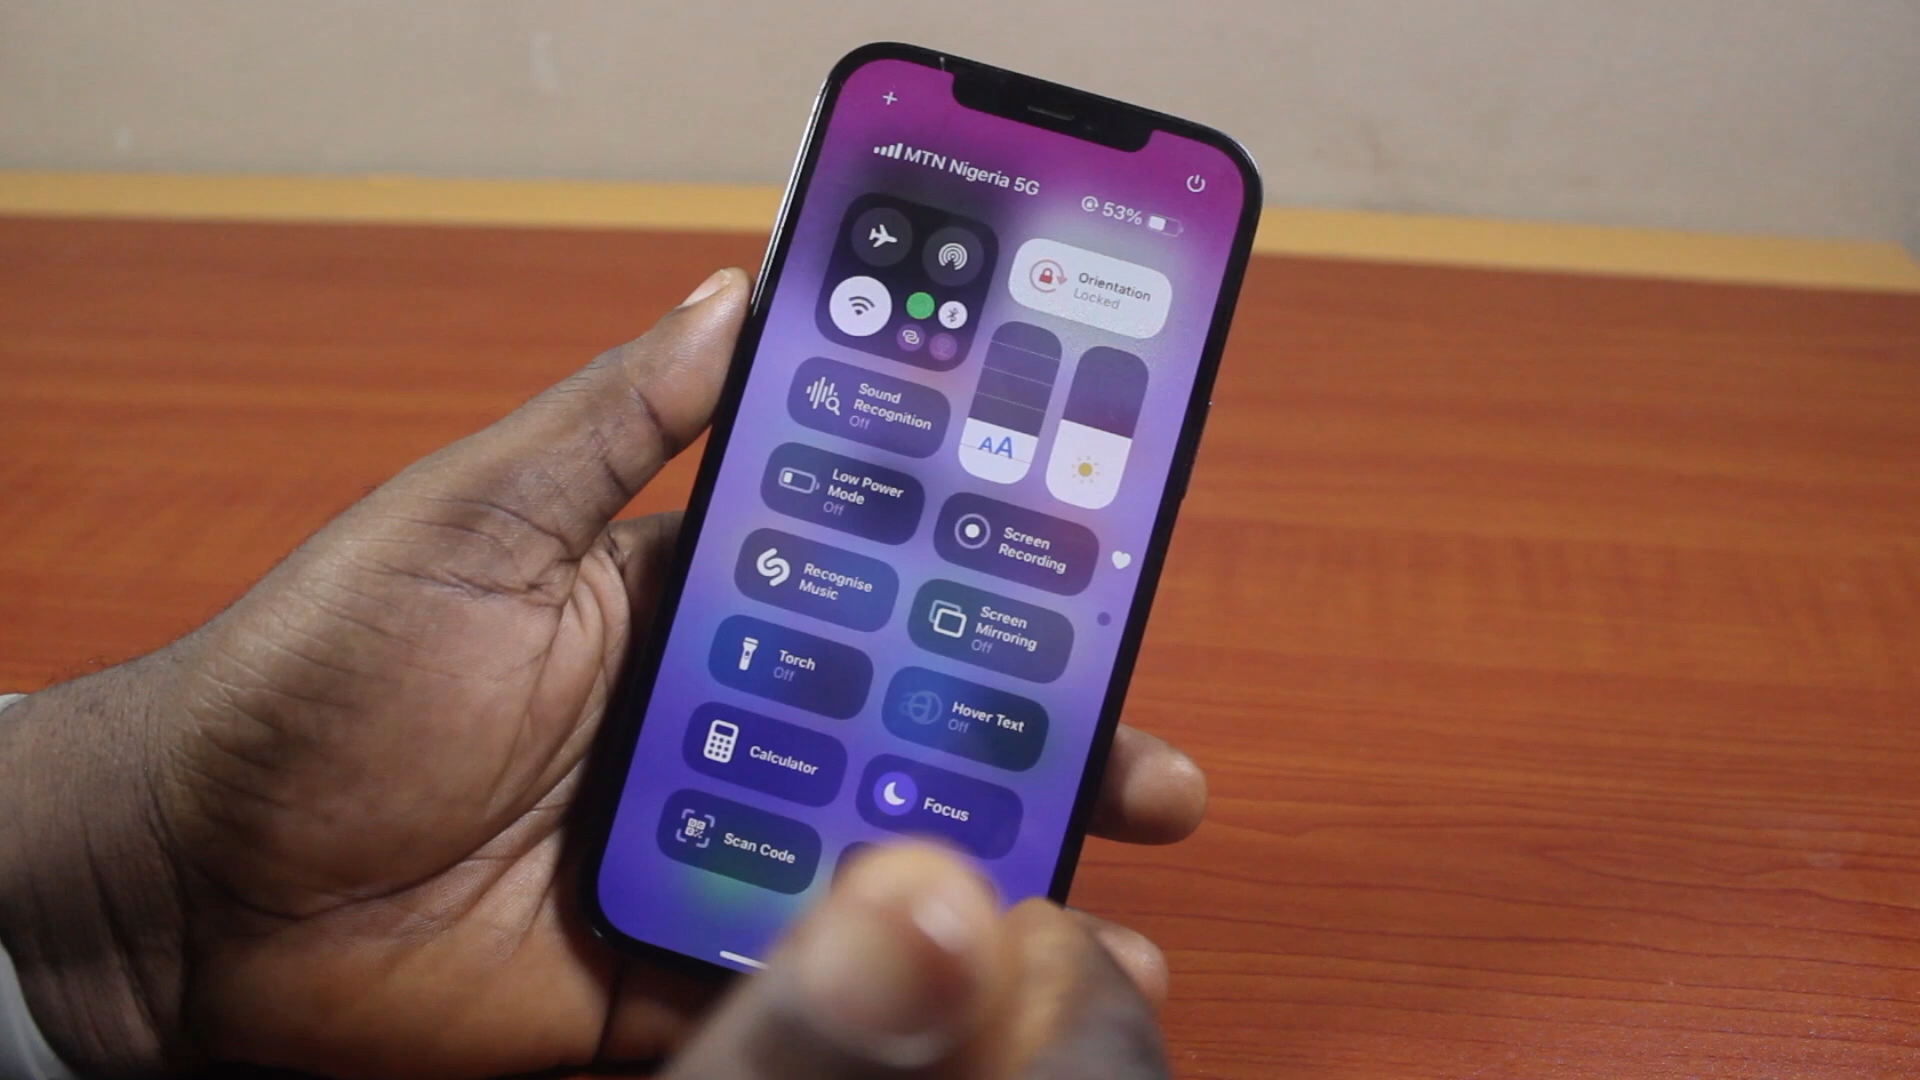 MTN Nigeria 5G
53%
Orientation
Locked
Sound
Recognition
Off
AA
Low Power
Mode
Off
Screen
Recording
Recognise
Music
Screen
Mirroring
Off
Torch
Off
Hover Text
Off
Calculator
Focus
Scan Code